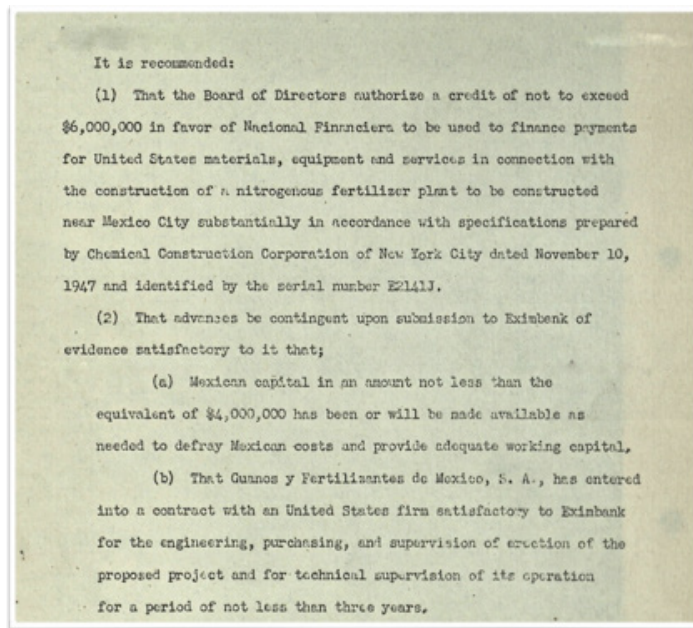 It is recommended:
(1) That the Board of Directors authorize a credit of not to exceed
$6,000,000 in favor of Nacional Financiera to be used to finance payments
for United States materials, equipment and services in connection with
the construction of a nitrogenous fertilizer plant to be constructed
near Mexico City substantially in accordance with specifications prepared
by Chemical Construction Corporation of New York City dated November 10,
1947 and identified by the serial number E2141J.
(2) That advances be contingent upon submission to Eximbank of
evidence satisfactory to it that;
(a) Mexican capital in an amount not less than the
equivalent of $4,000,000 has been or will be made available as
needed to defray Mexican costs and provide adequate working capital.
(b) That Guanos y Fertilizantes de Mexico, S. A., has entered
into a contract with an United States firm satisfactory to Eximbank
for the engineering, purchasing, and supervision of erection of the
proposed project and for technical supervision of its operation
for a period of not less than three years.